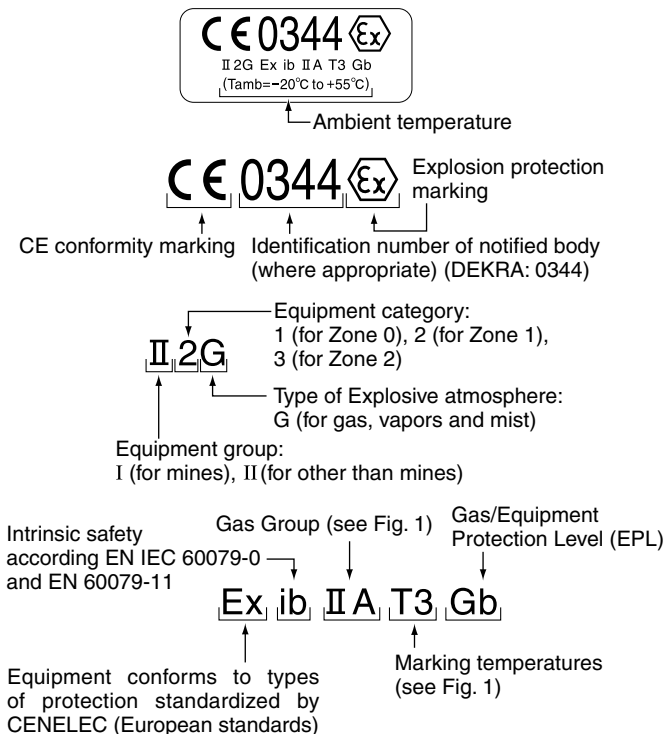 CE 0344 Ex
II 2G Ex ib II A T3 Gb
(Tamb=−20°C to +55°C)
Ambient temperature
CE 0344 Ex
Explosion protection
marking
CE conformity marking
Identification number of notified body
(where appropriate) (DEKRA: 0344)
II 2G
Equipment category:
1 (for Zone 0), 2 (for Zone 1),
3 (for Zone 2)
Type of Explosive atmosphere:
G (for gas, vapors and mist)
Equipment group:
I (for mines), II (for other than mines)
Intrinsic safety
according EN IEC 60079-0
and EN 60079-11
Gas Group (see Fig. 1)
Gas/Equipment
Protection Level (EPL)
Ex ib II A T3 Gb
Equipment conforms to types
of protection standardized by
CENELEC (European standards)
Marking temperatures
(see Fig. 1)